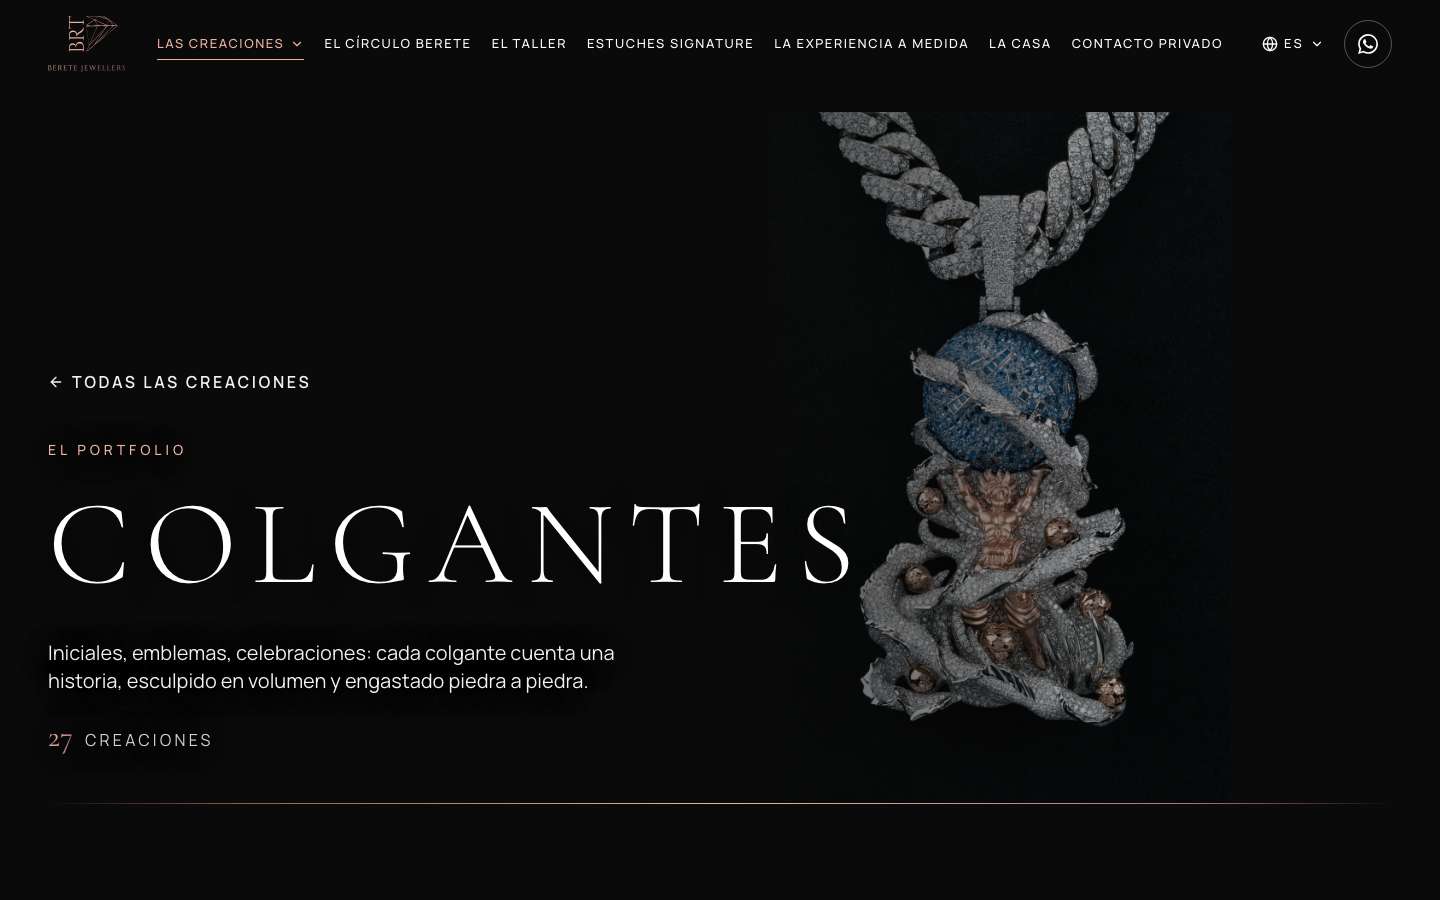 BRT
BERETE JEWELLERS
LAS CREACIONES
EL CÍRCULO BERETE
EL TALLER
ESTUCHES SIGNATURE
LA EXPERIENCIA A MEDIDA
LA CASA
CONTACTO PRIVADO
ES
TODAS LAS CREACIONES
EL PORTFOLIO
COLGANTES
Iniciales, emblemas, celebraciones: cada colgante cuenta una
historia, esculpido en volumen y engastado piedra a piedra.
27 CREACIONES